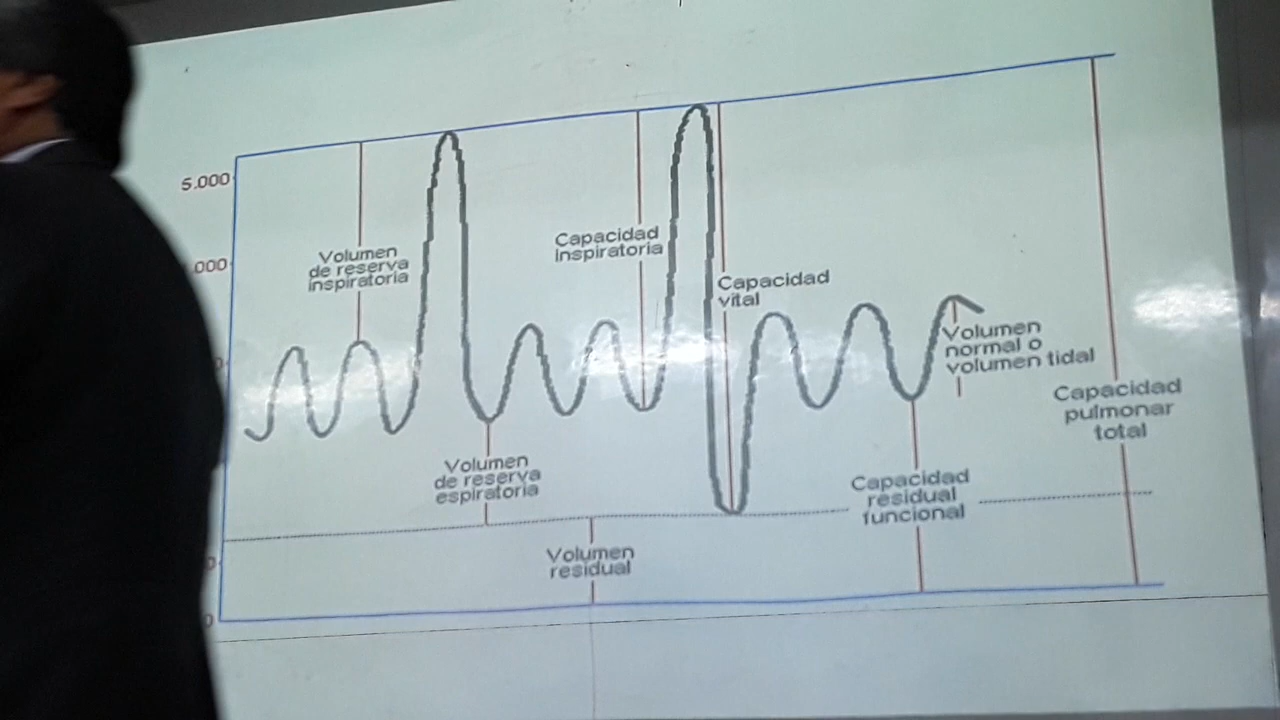 5.000
Volumen
de reserva
inspiratoria
Capacidad
inspiratoria
Capacidad
vital
Volumen
normal o
volumen tidal
Capacidad
pulmonar
total
Volumen
de reserva
espiratoria
Capacidad
residual
funcional
Volumen
residual
0